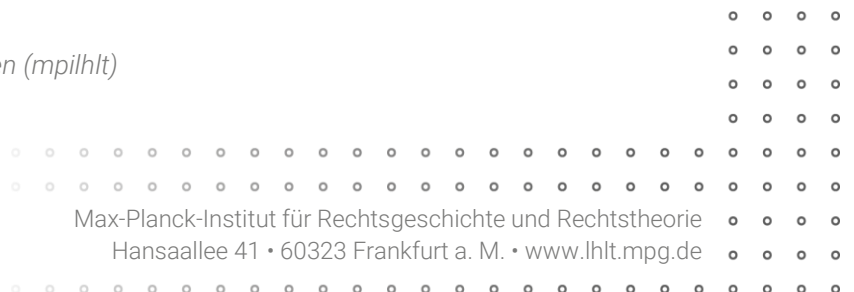 en (mpilhlt)
Max-Planck-Institut für Rechtsgeschichte und Rechtstheorie
Hansaallee 41 • 60323 Frankfurt a. M. • www.lhlt.mpg.de